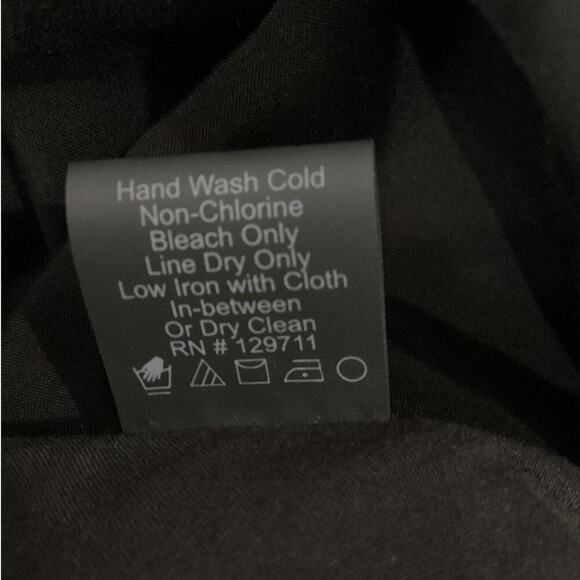 Hand Wash Cold
Non-Chlorine
Bleach Only
Line Dry Only
Low Iron with Cloth
In-between
Or Dry Clean
RN # 129711